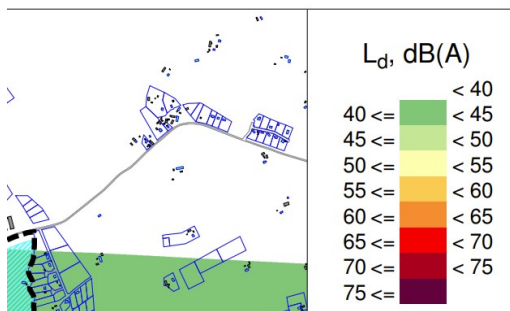 L_d, dB(A)
< 40
40 <= < 45
45 <= < 50
50 <= < 55
55 <= < 60
60 <= < 65
65 <= < 70
70 <= < 75
75 <=